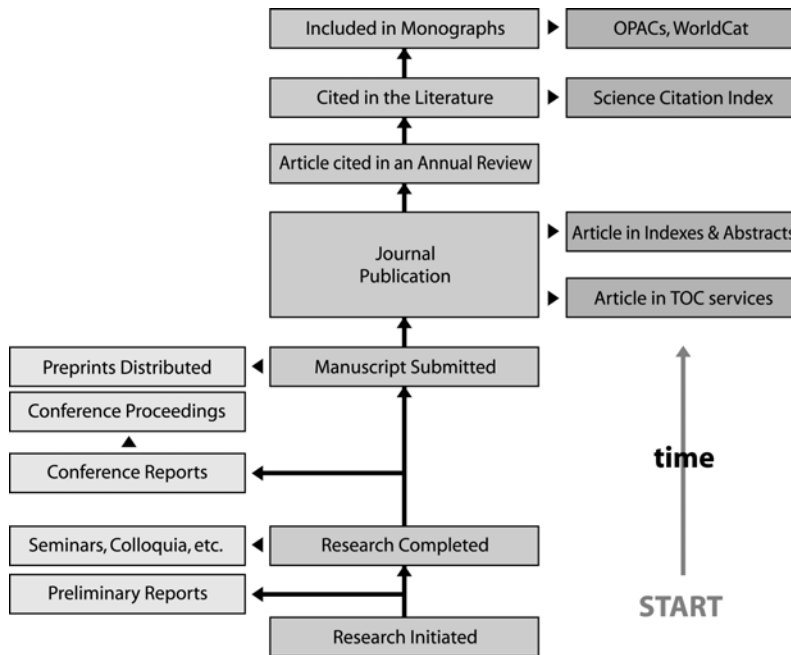 Included in Monographs
OPACs, WorldCat
Cited in the Literature
Science Citation Index
Article cited in an Annual Review
Journal
Publication
Article in Indexes & Abstracts
Article in TOC services
Preprints Distributed
Manuscript Submitted
Conference Proceedings
Conference Reports
time
Seminars, Colloquia, etc.
Research Completed
Preliminary Reports
START
Research Initiated